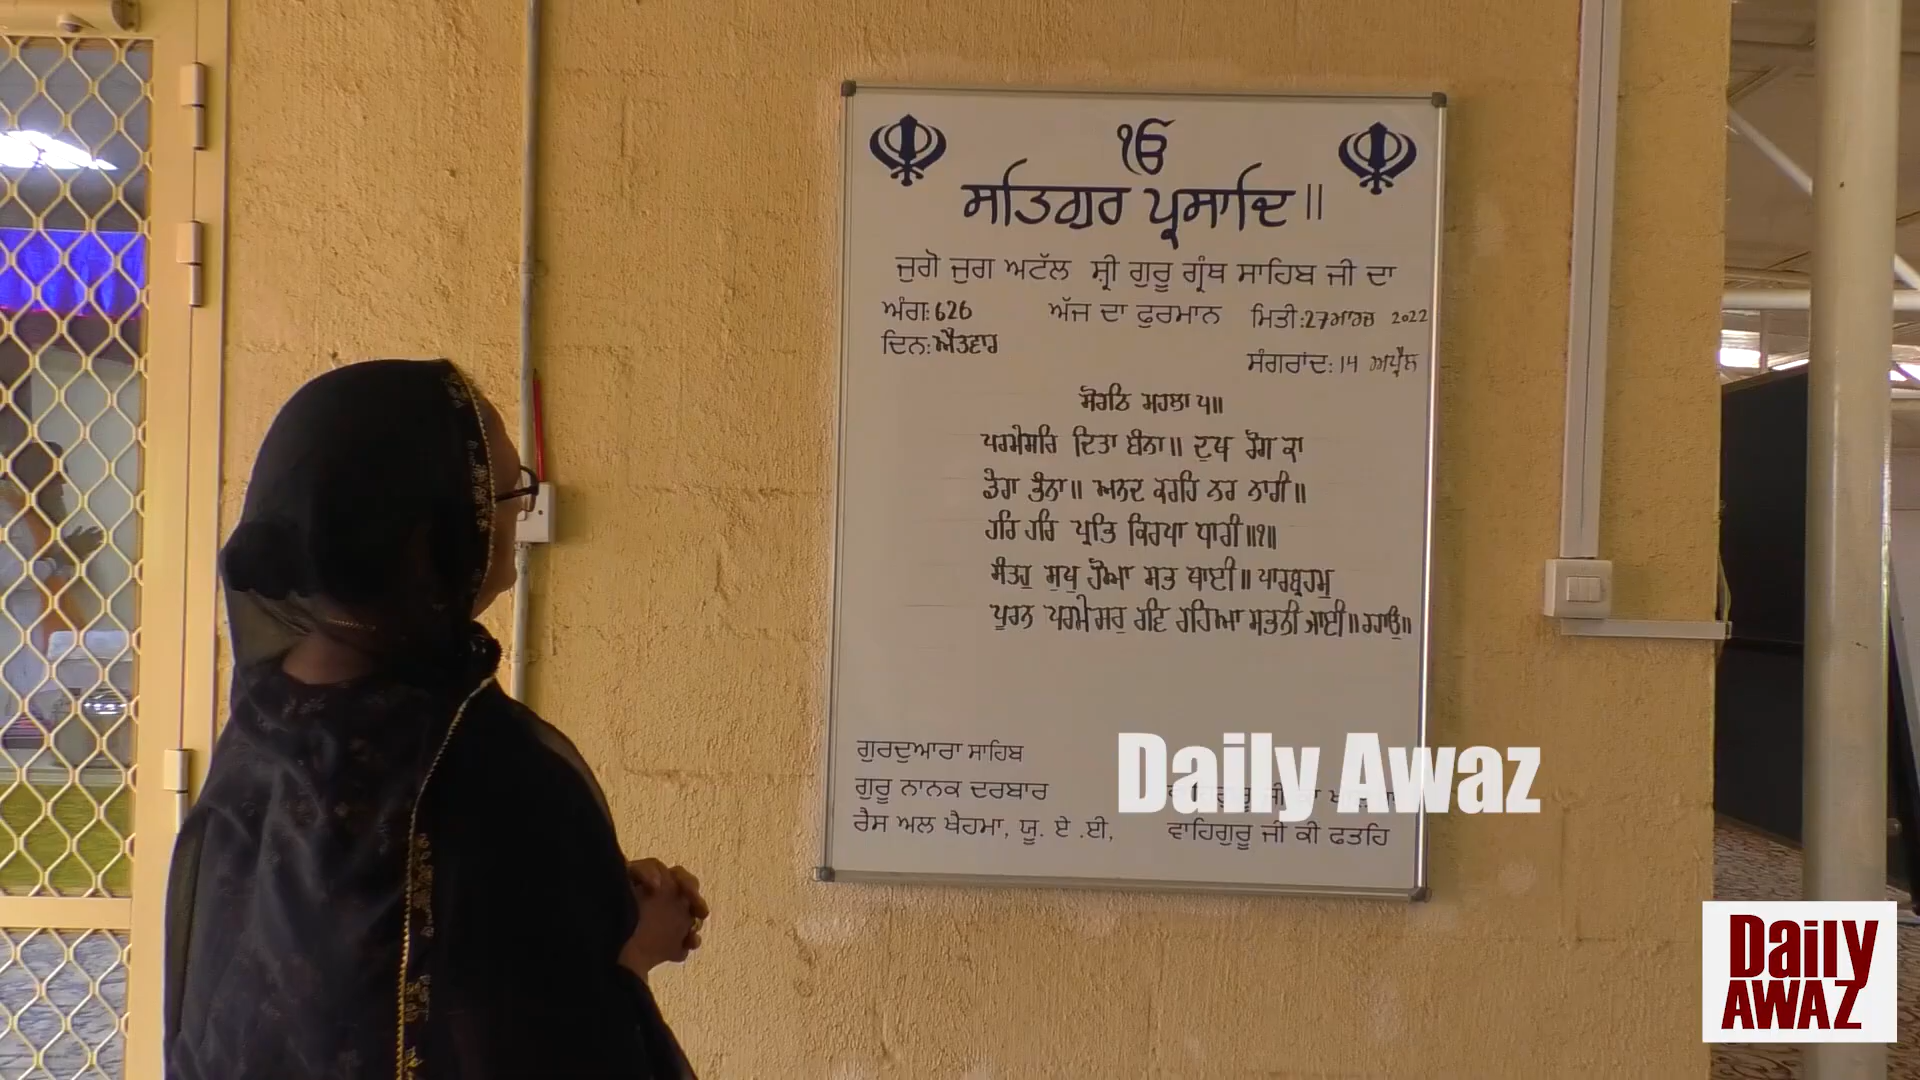 ੴ
ਸਤਿਗੁਰ ਪ੍ਰਸਾਦਿ॥
ਜੁਗੋ ਜੁਗ ਅਟੱਲ ਸ਼੍ਰੀ ਗੁਰੂ ਗ੍ਰੰਥ ਸਾਹਿਬ ਜੀ ਦਾ
ਅੰਗ: 626 ਅੱਜ ਦਾ ਫੁਰਮਾਨ ਮਿਤੀ: 27 ਮਾਰਚ 2022
ਦਿਨ: ਐਤਵਾਰ
ਸੰਗਰਾਂਦ: 14 ਅਪ੍ਰੈਲ
ਸੋਰਠਿ ਮਹਲਾ ੫॥
ਪਰਮੇਸਰਿ ਦਿਤਾ ਬੰਨਾ॥ ਦੁਖ ਰੋਗ ਕਾ
ਡੇਰਾ ਭੰਨਾ॥ ਅਨਦ ਕਰਹਿ ਨਰ ਨਾਰੀ॥
ਹਰਿ ਹਰਿ ਪ੍ਰਭਿ ਕਿਰਪਾ ਧਾਰੀ॥੧॥
ਸੰਤਹੁ ਸੁਖੁ ਹੋਆ ਸਭ ਥਾਈ॥ ਪਾਰਬ੍ਰਹਮੁ
ਪੂਰਨ ਪਰਮੇਸਰੁ ਰਵਿ ਰਹਿਆ ਸਭਨੀ ਜਾਈ॥ ਰਹਾਉ॥
ਗੁਰਦੁਆਰਾ ਸਾਹਿਬ
ਗੁਰੂ ਨਾਨਕ ਦਰਬਾਰ
ਰੈਸ ਅਲ ਖੈਹਮਾ, ਯੂ. ਏ .ਈ,
ਵਾਹਿਗੁਰੂ ਜੀ ਕੀ ਫਤਹਿ
Daily Awaz
Daily
AWAZ